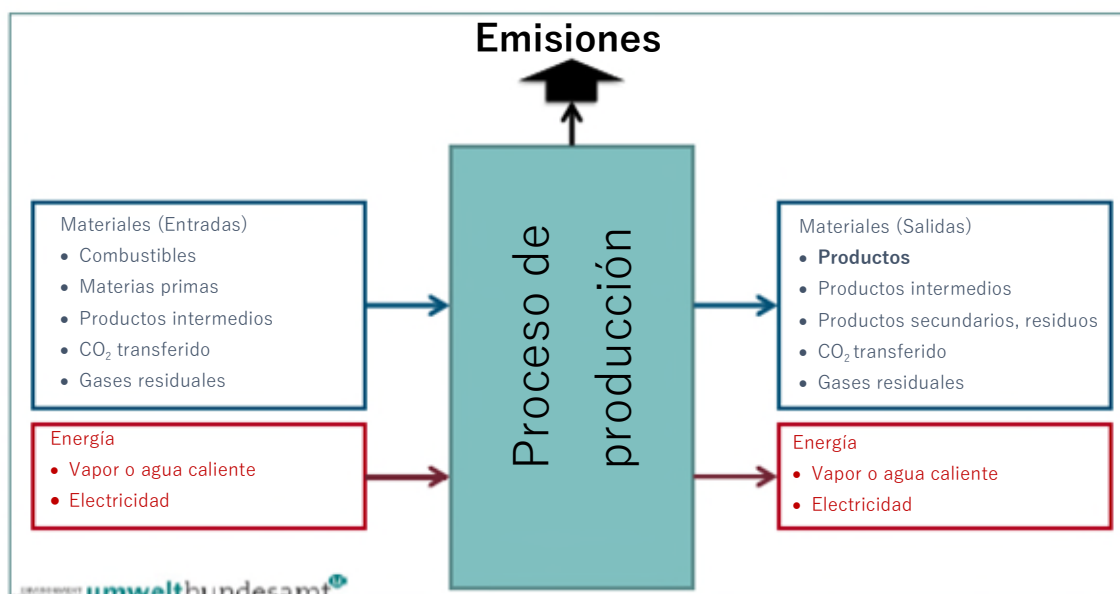 Emisiones
Materiales (Entradas)
• Combustibles
• Materias primas
• Productos intermedios
• CO₂ transferido
• Gases residuales
Energía
• Vapor o agua caliente
• Electricidad
Proceso de
producción
Materiales (Salidas)
• Productos
• Productos intermedios
• Productos secundarios, residuos
• CO₂ transferido
• Gases residuales
Energía
• Vapor o agua caliente
• Electricidad
umweltbundesamt